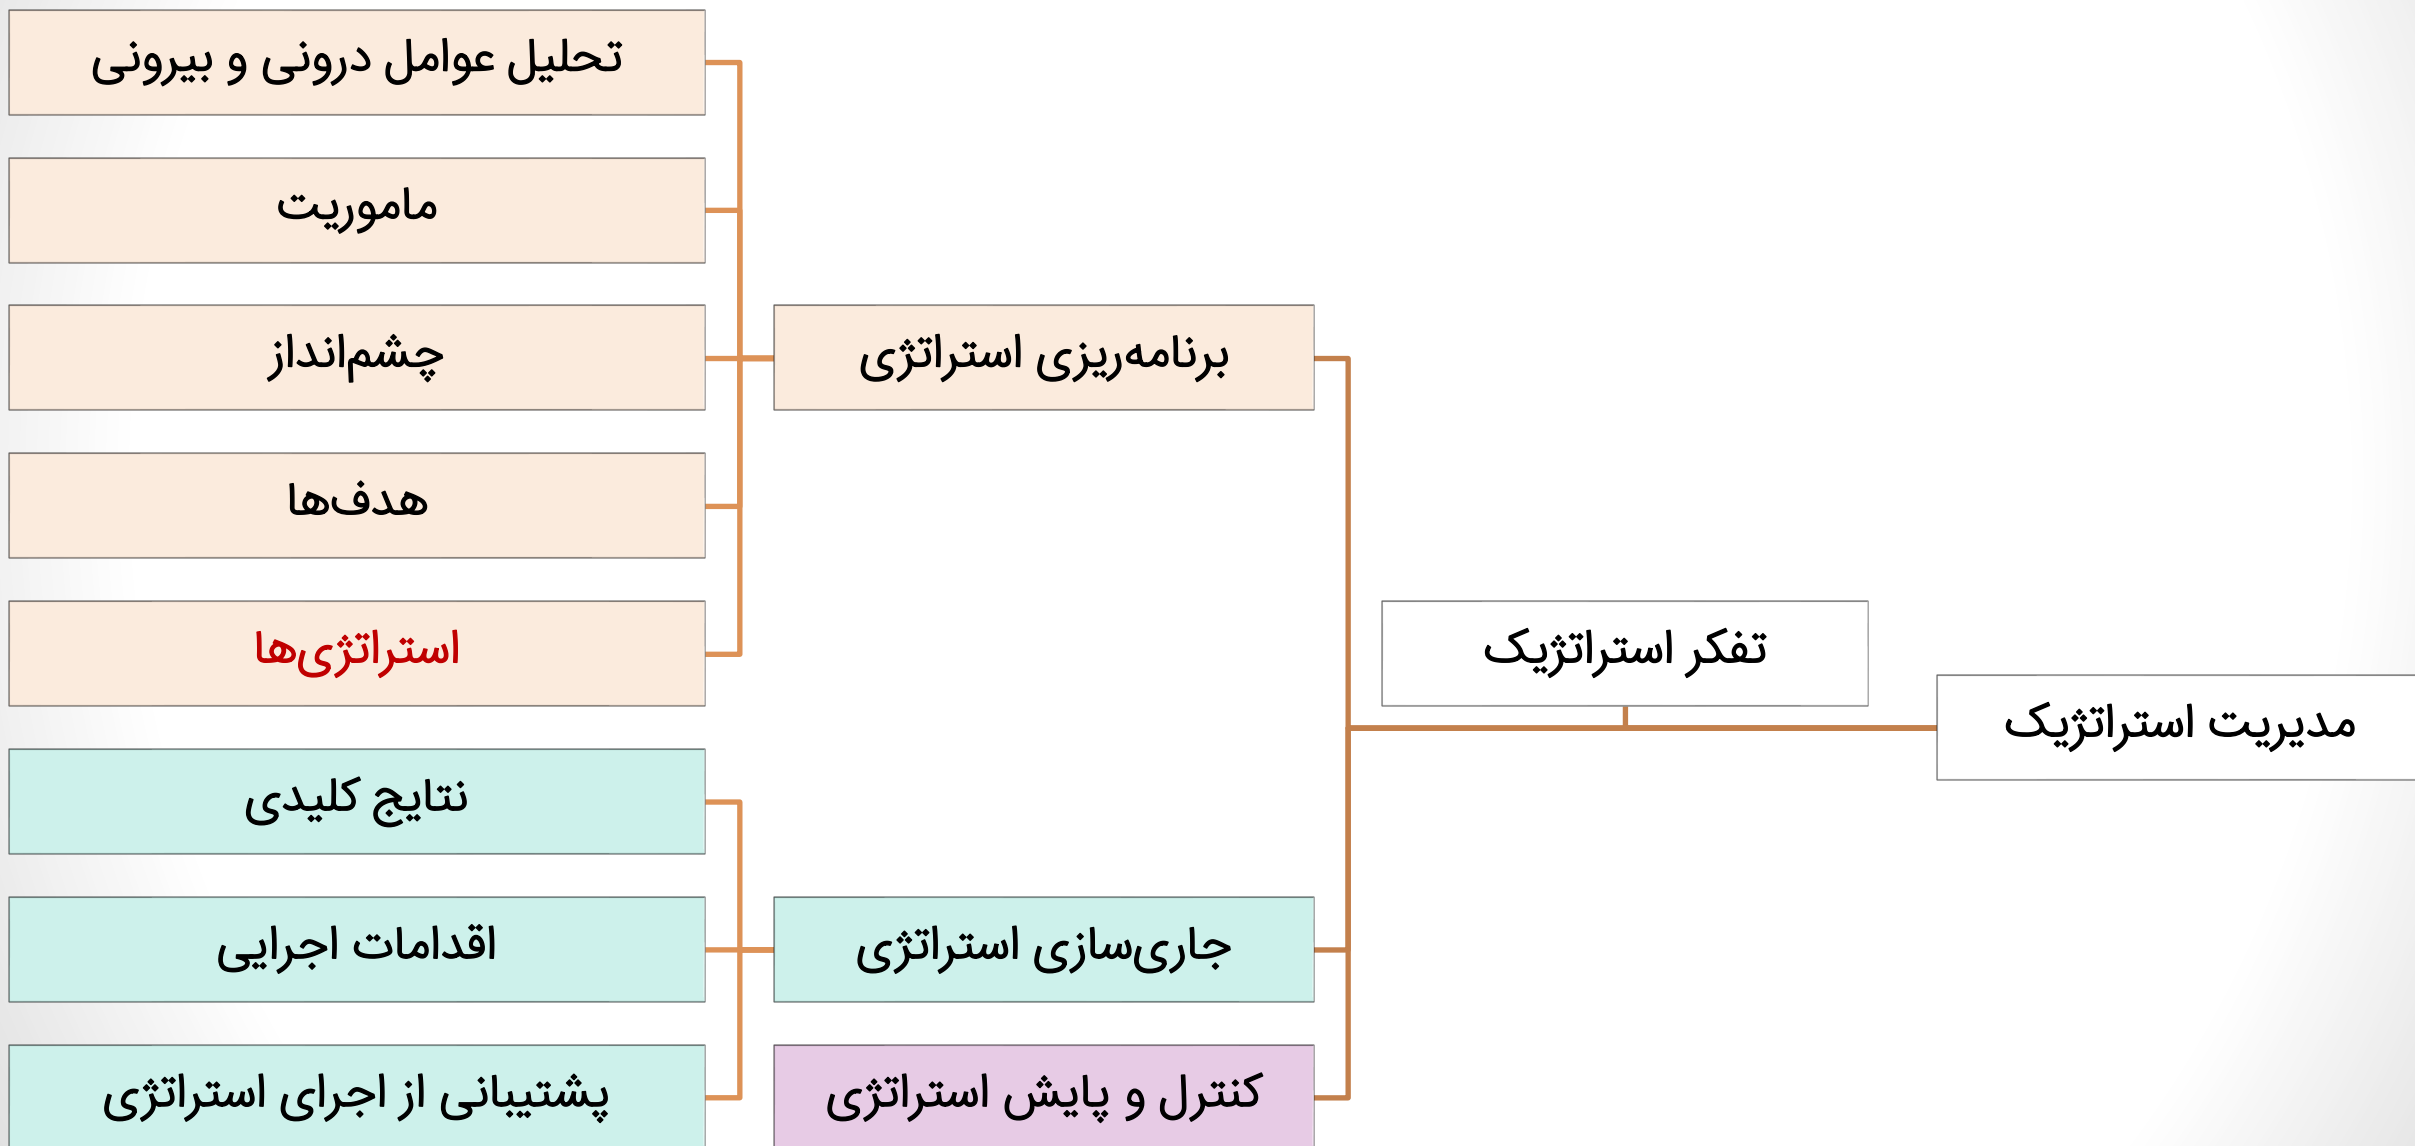 مدیریت استراتژیک
تفکر استراتژیک
برنامه‌ریزی استراتژی
تحلیل عوامل درونی و بیرونی
ماموریت
چشم‌انداز
هدف‌ها
استراتژی‌ها
جاری‌سازی استراتژی
نتایج کلیدی
اقدامات اجرایی
پشتیبانی از اجرای استراتژی
کنترل و پایش استراتژی